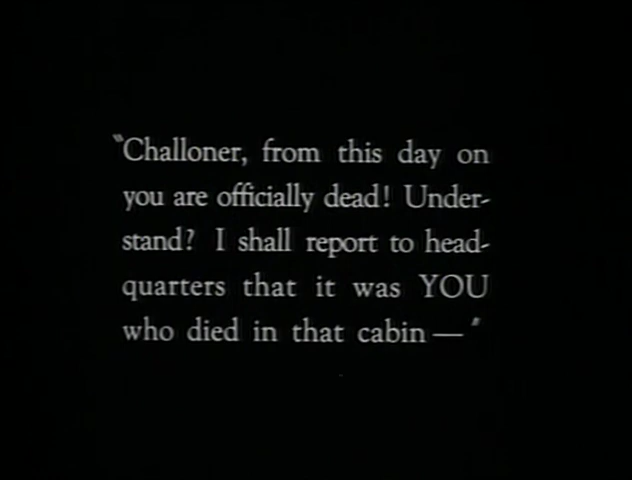 "Challoner, from this day on
you are officially dead! Under-
stand? I shall report to head-
quarters that it was YOU
who died in that cabin — "